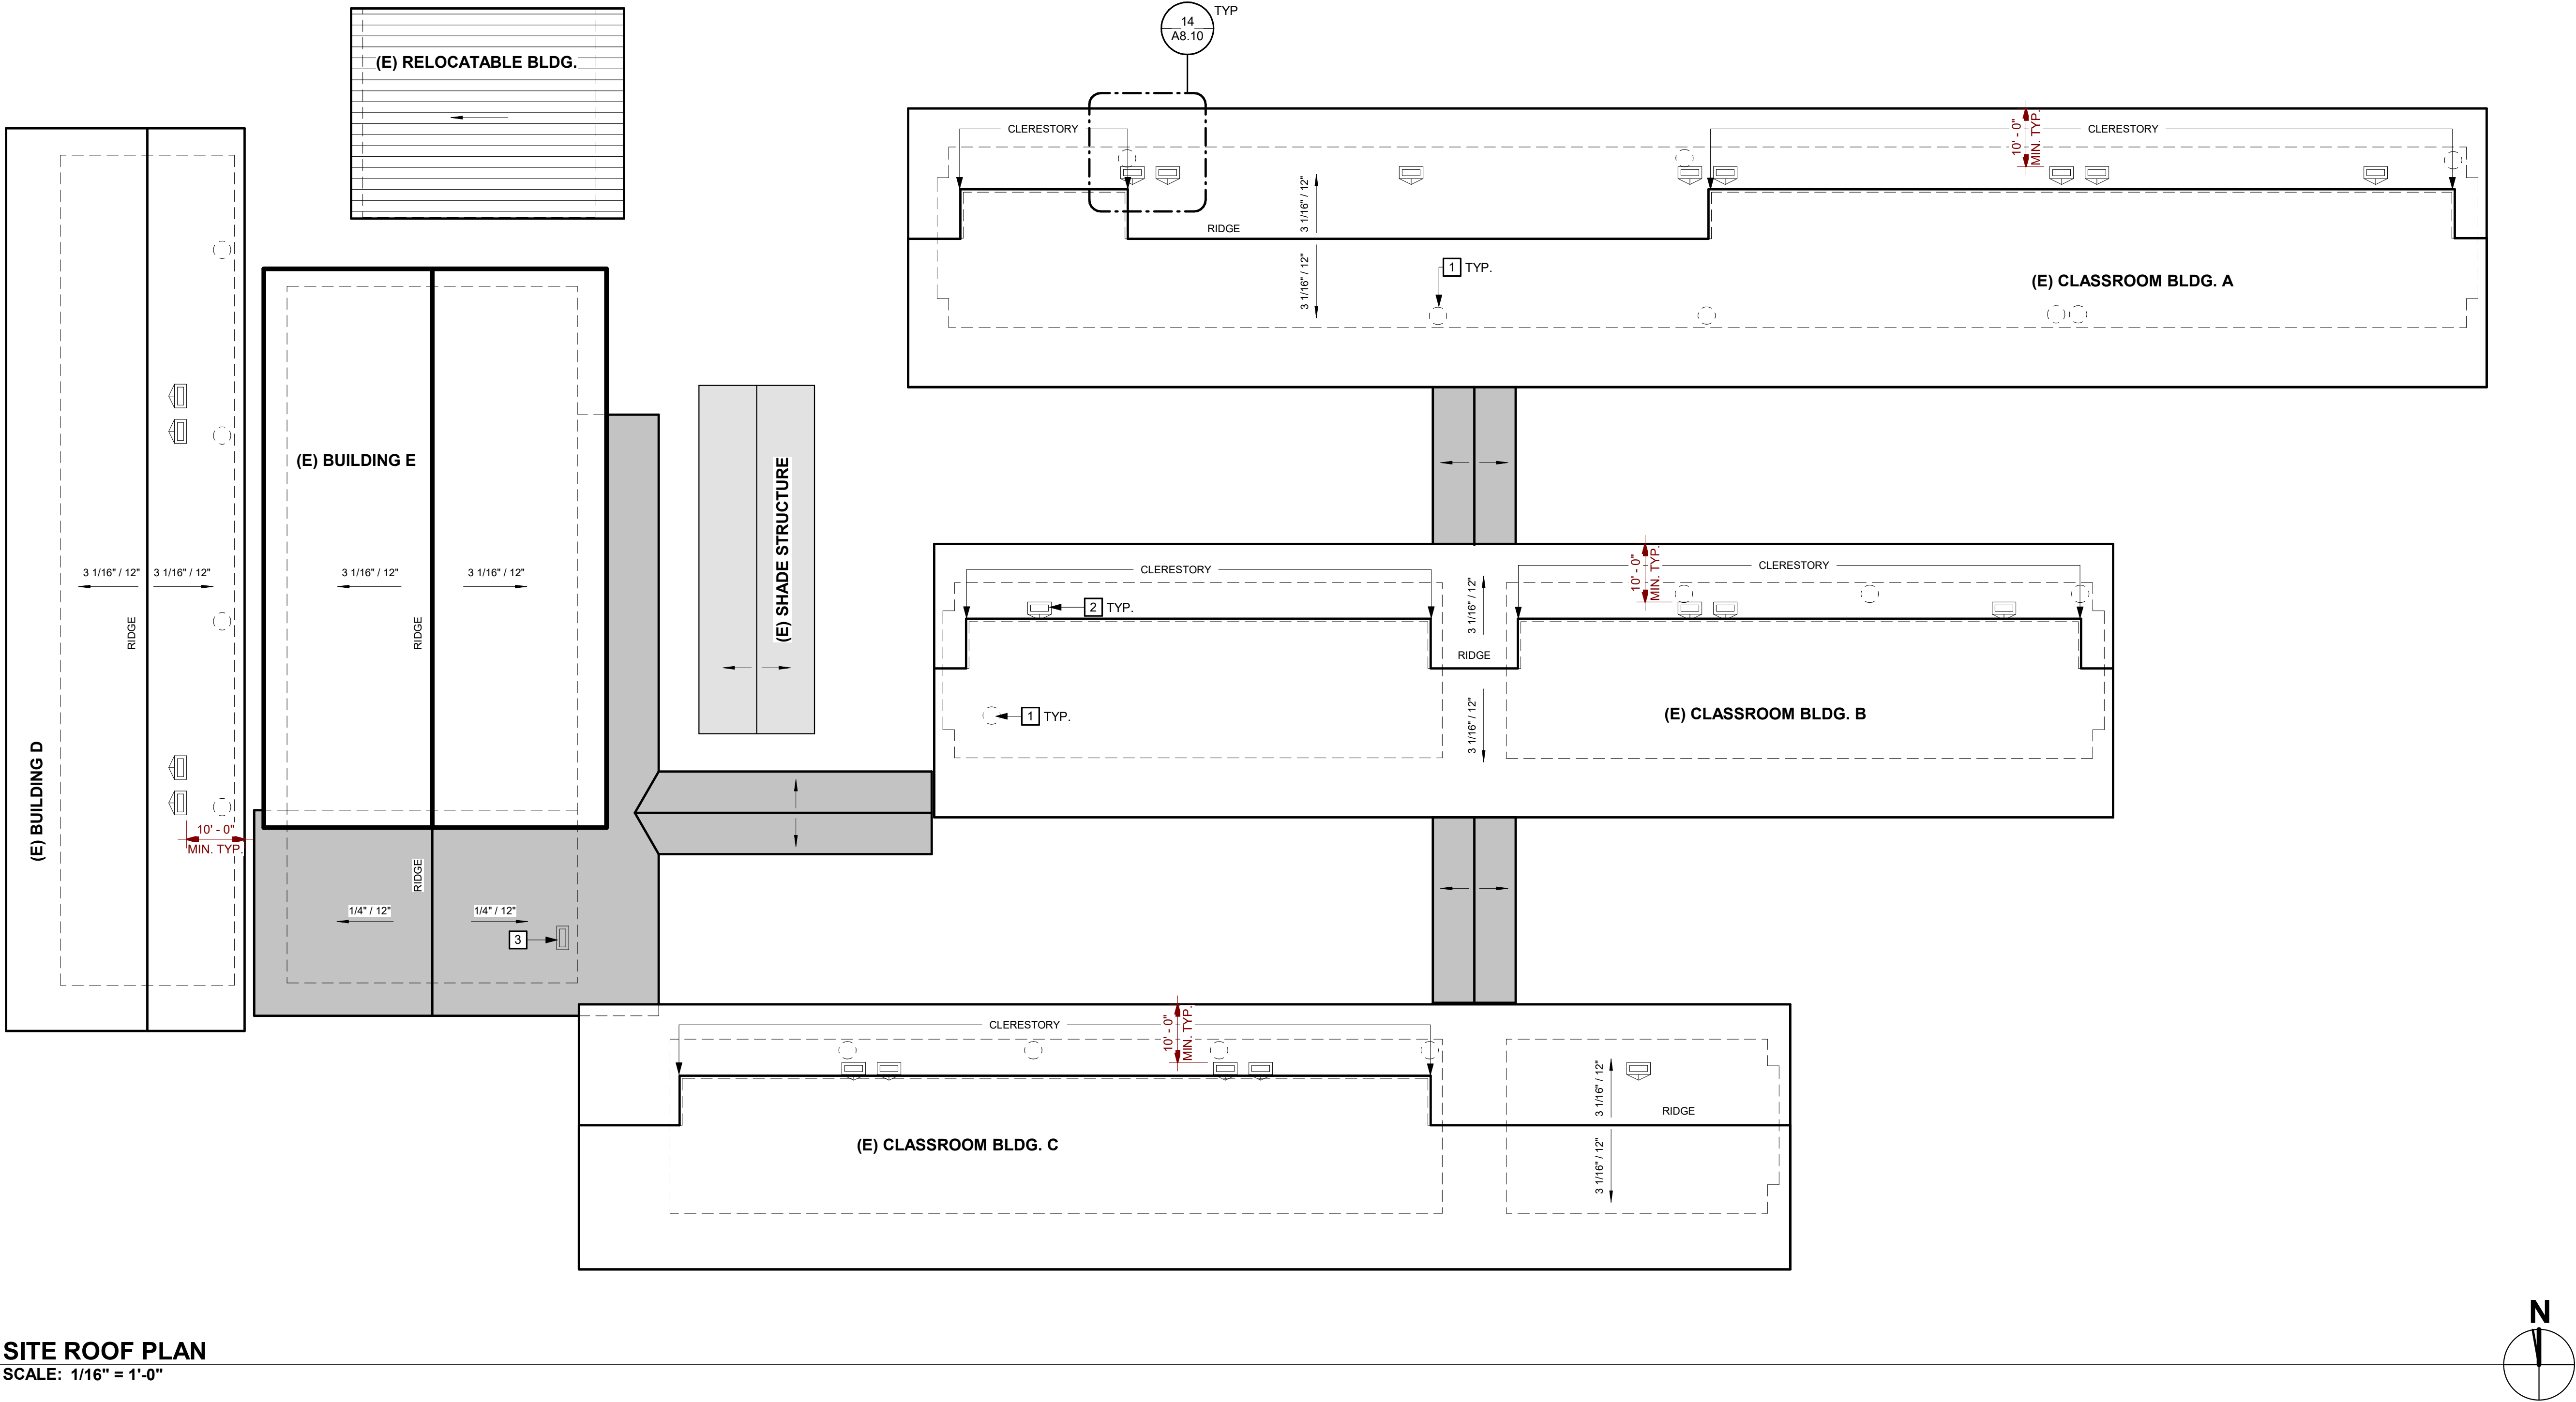 14
A8.10
TYP
(E) RELOCATABLE BLDG.
CLERESTORY
10' - 0"
MIN. TYP.
CLERESTORY
RIDGE
3 1/16" / 12"
3 1/16" / 12"
1 TYP.
(E) CLASSROOM BLDG. A
(E) BUILDING E
(E) SHADE STRUCTURE
3 1/16" / 12"
3 1/16" / 12"
3 1/16" / 12"
3 1/16" / 12"
RIDGE
RIDGE
CLERESTORY
10' - 0"
MIN. TYP.
CLERESTORY
2 TYP.
3 1/16" / 12"
RIDGE
3 1/16" / 12"
1 TYP.
(E) CLASSROOM BLDG. B
(E) BUILDING D
10' - 0"
MIN. TYP.
RIDGE
1/4" / 12"
1/4" / 12"
3
CLERESTORY
10' - 0"
MIN. TYP.
3 1/16" / 12"
RIDGE
3 1/16" / 12"
(E) CLASSROOM BLDG. C
N
SITE ROOF PLAN
SCALE: 1/16" = 1'-0"